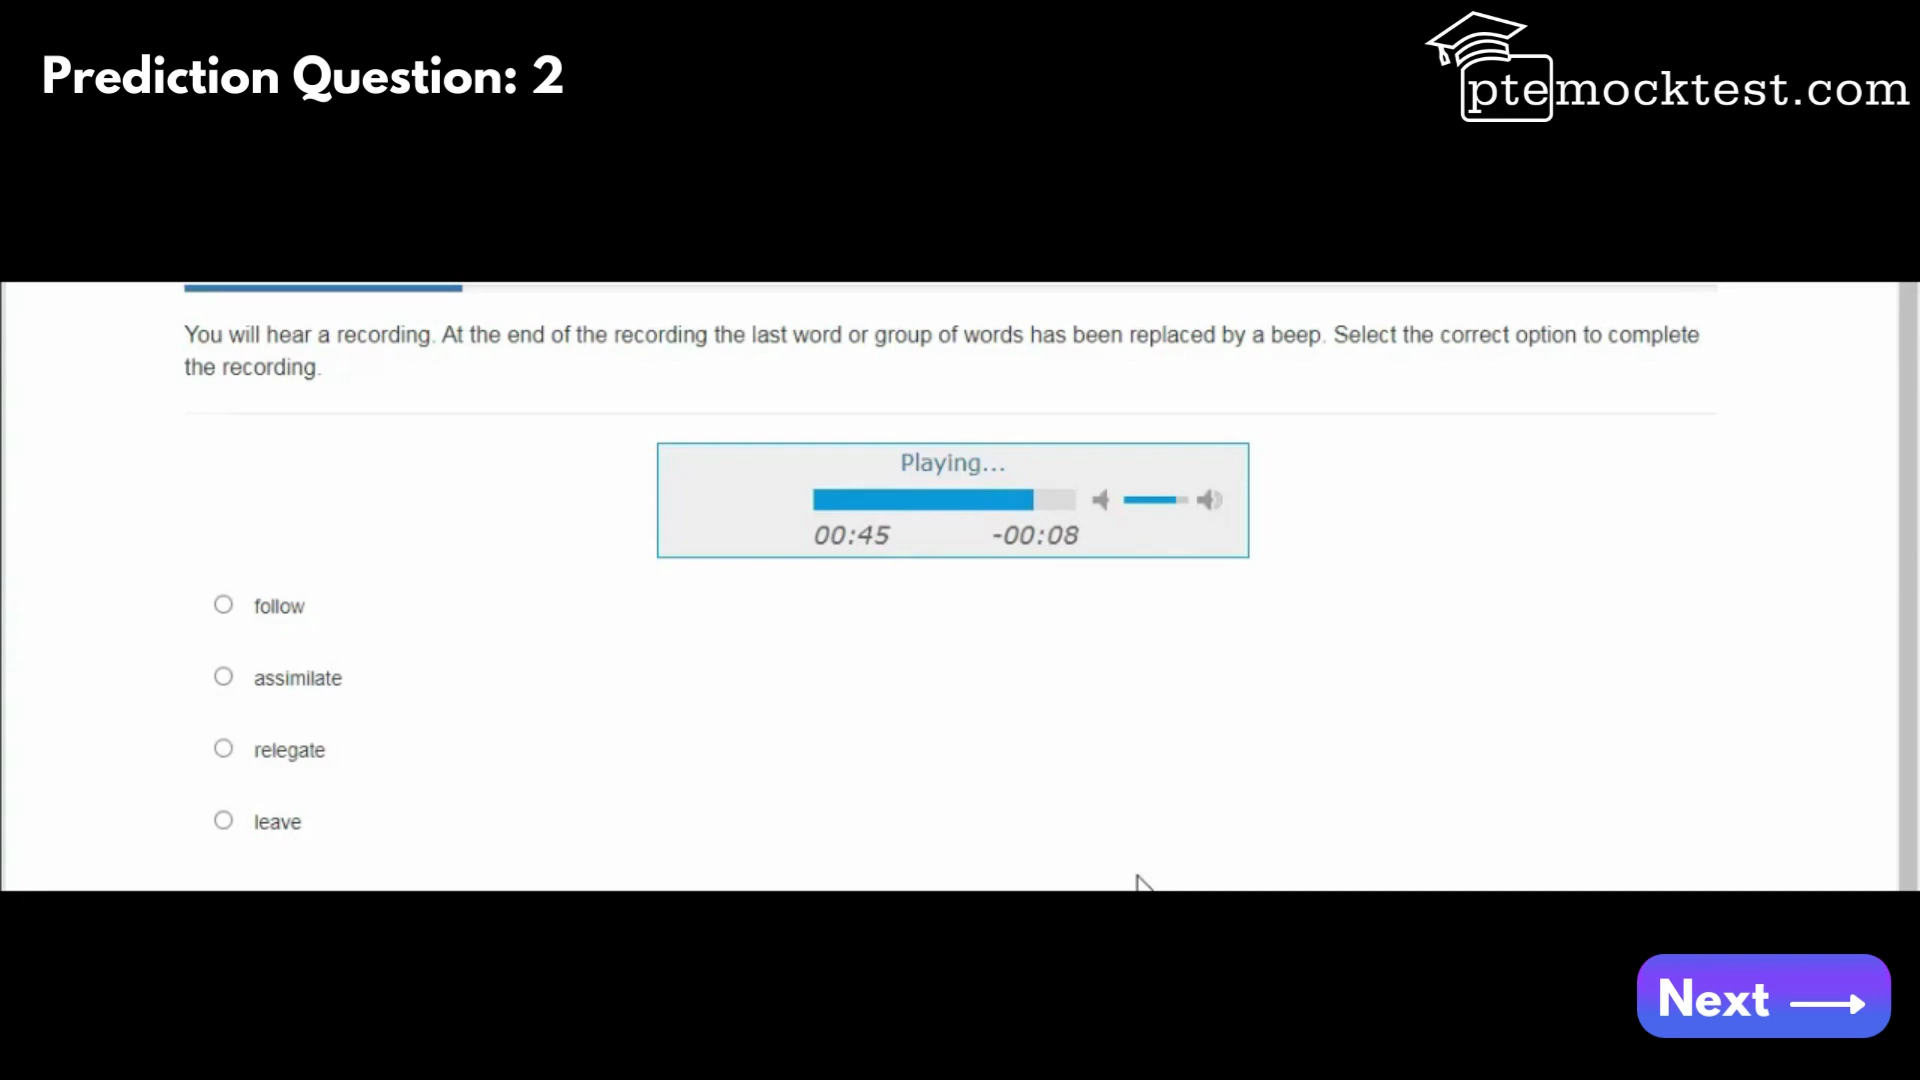 Prediction Question: 2
ptemocktest.com
You will hear a recording. At the end of the recording the last word or group of words has been replaced by a beep. Select the correct option to complete
the recording.
Playing...
00:45 -00:08
follow
assimilate
relegate
leave
Next